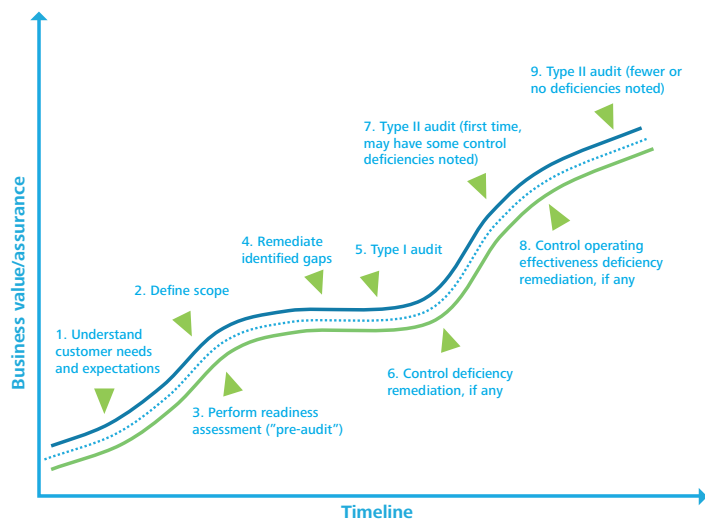 9. Type II audit (fewer or
no deficiencies noted)
7. Type II audit (first time,
may have some control
deficiencies noted)
4. Remediate
identified gaps
5. Type I audit
8. Control operating
effectiveness deficiency
remediation, if any
2. Define scope
1. Understand
customer needs
and expectations
6. Control deficiency
remediation, if any
3. Perform readiness
assessment (”pre-audit”)
Business value/assurance
Timeline